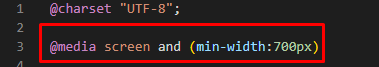 1 @charset "UTF-8";
2
3 @media screen and (min-width:700px)